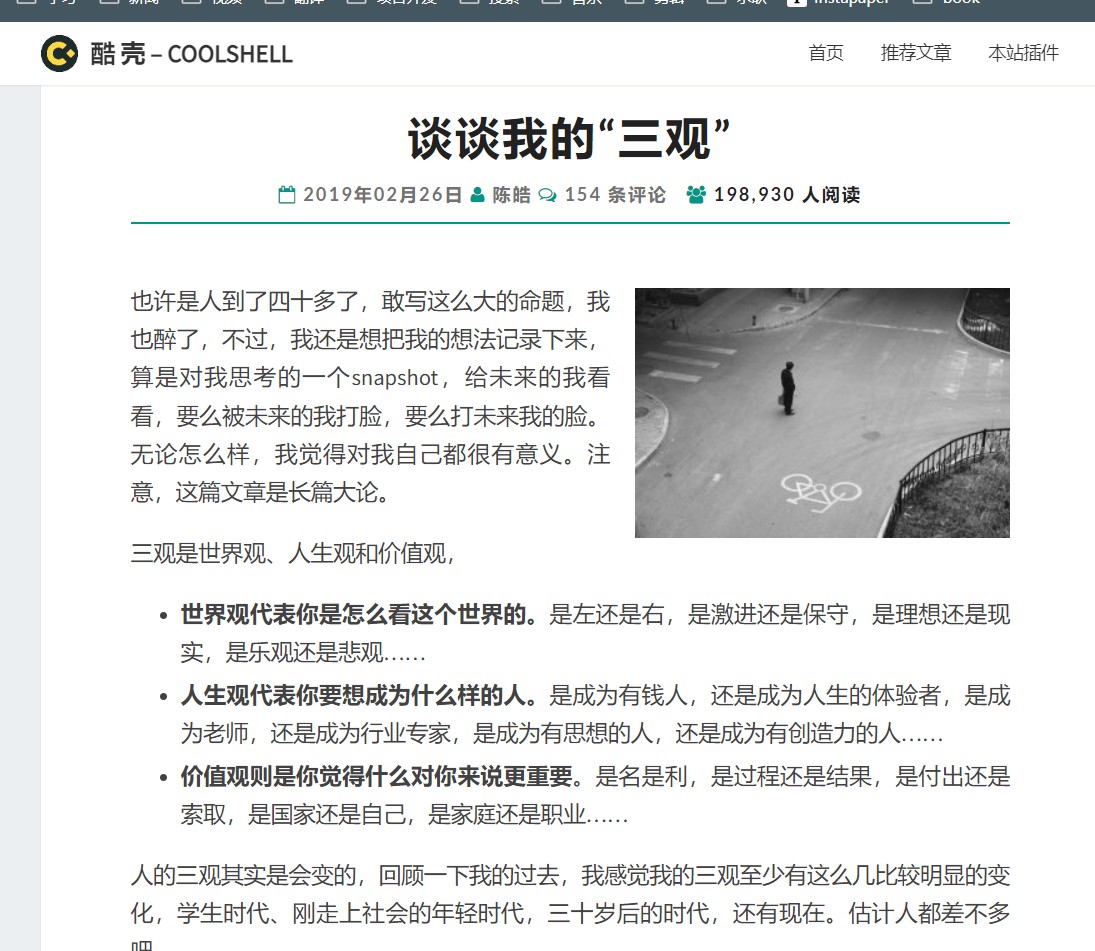 instapaper
book
酷壳 – COOLSHELL
首页
推荐文章
本站插件
谈谈我的“三观”
2019年02月26日 陈皓 154 条评论 198,930 人阅读
也许是人到了四十多了，敢写这么大的命题，我
也醉了，不过，我还是想把我的想法记录下来，
算是对我思考的一个snapshot，给未来的我看
看，要么被未来的我打脸，要么打未来我的脸。
无论怎么样，我觉得对我自己都很有意义。注
意，这篇文章是长篇大论。
三观是世界观、人生观和价值观，
世界观代表你是怎么看这个世界的。是左还是右，是激进还是保守，是理想还是现
实，是乐观还是悲观……
人生观代表你要想成为什么样的人。是成为有钱人，还是成为人生的体验者，是成
为老师，还是成为行业专家，是成为有思想的人，还是成为有创造力的人……
价值观则是你觉得什么对你来说更重要。是名是利，是过程还是结果，是付出还是
索取，是国家还是自己，是家庭还是职业……
人的三观其实是会变的，回顾一下我的过去，我感觉我的三观至少有这么几比较明显的变
化，学生时代、刚走上社会的年轻时代，三十岁后的时代，还有现在。估计人都差不多